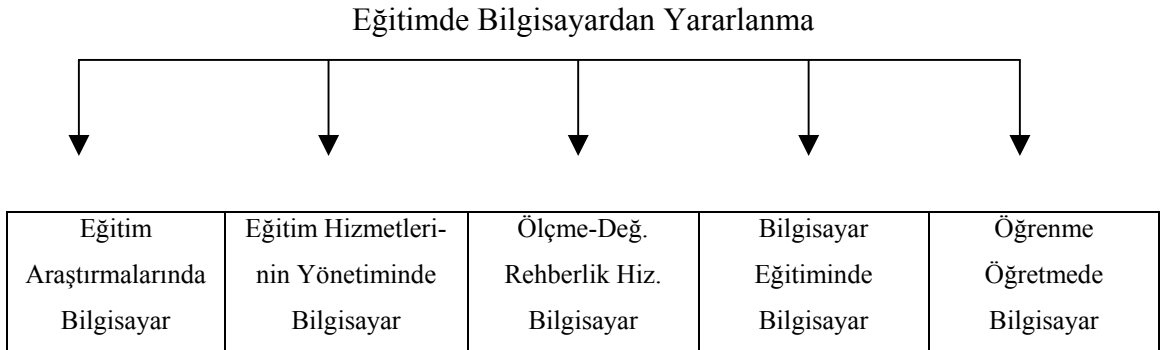 Eğitimde Bilgisayardan Yararlanma
Eğitim
Araştırmalarında
Bilgisayar
Eğitim Hizmetleri-
nin Yönetiminde
Bilgisayar
Ölçme-Değ.
Rehberlik Hiz.
Bilgisayar
Bilgisayar
Eğitiminde
Bilgisayar
Öğrenme
Öğretmede
Bilgisayar